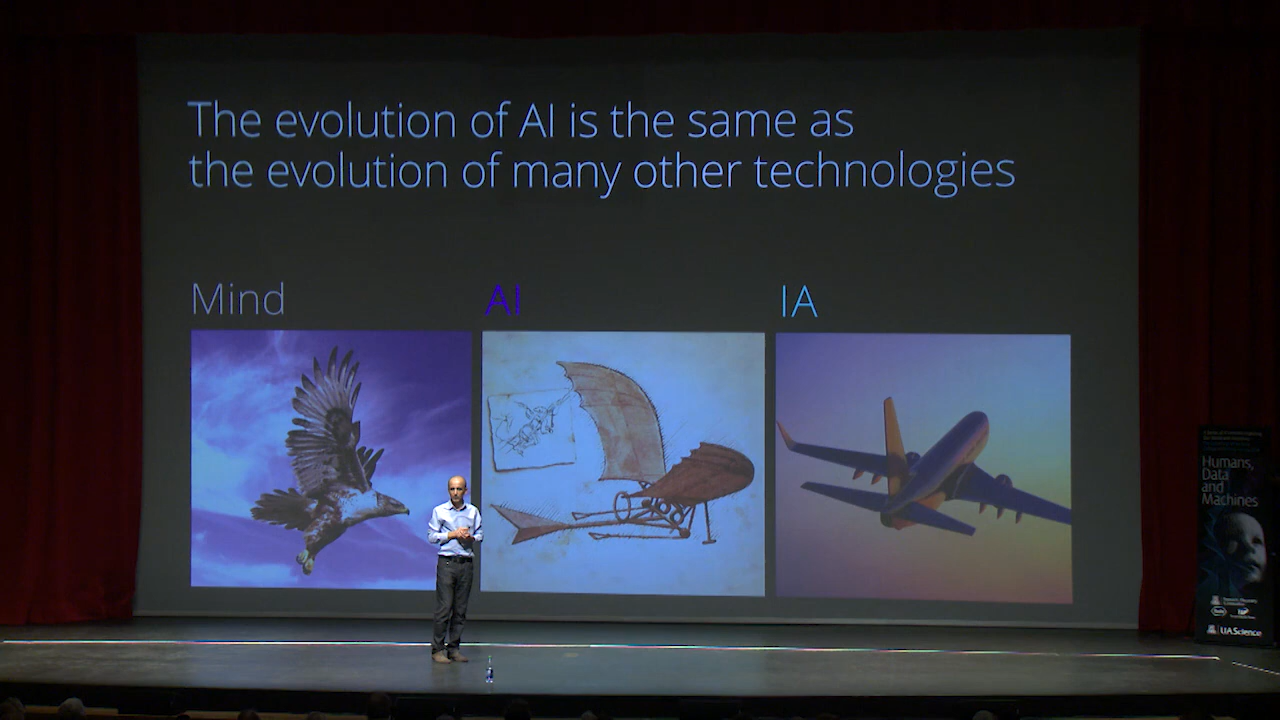 The evolution of AI is the same as
the evolution of many other technologies
Mind
AI
IA
Humans,
Data
and
Machines
UA Science